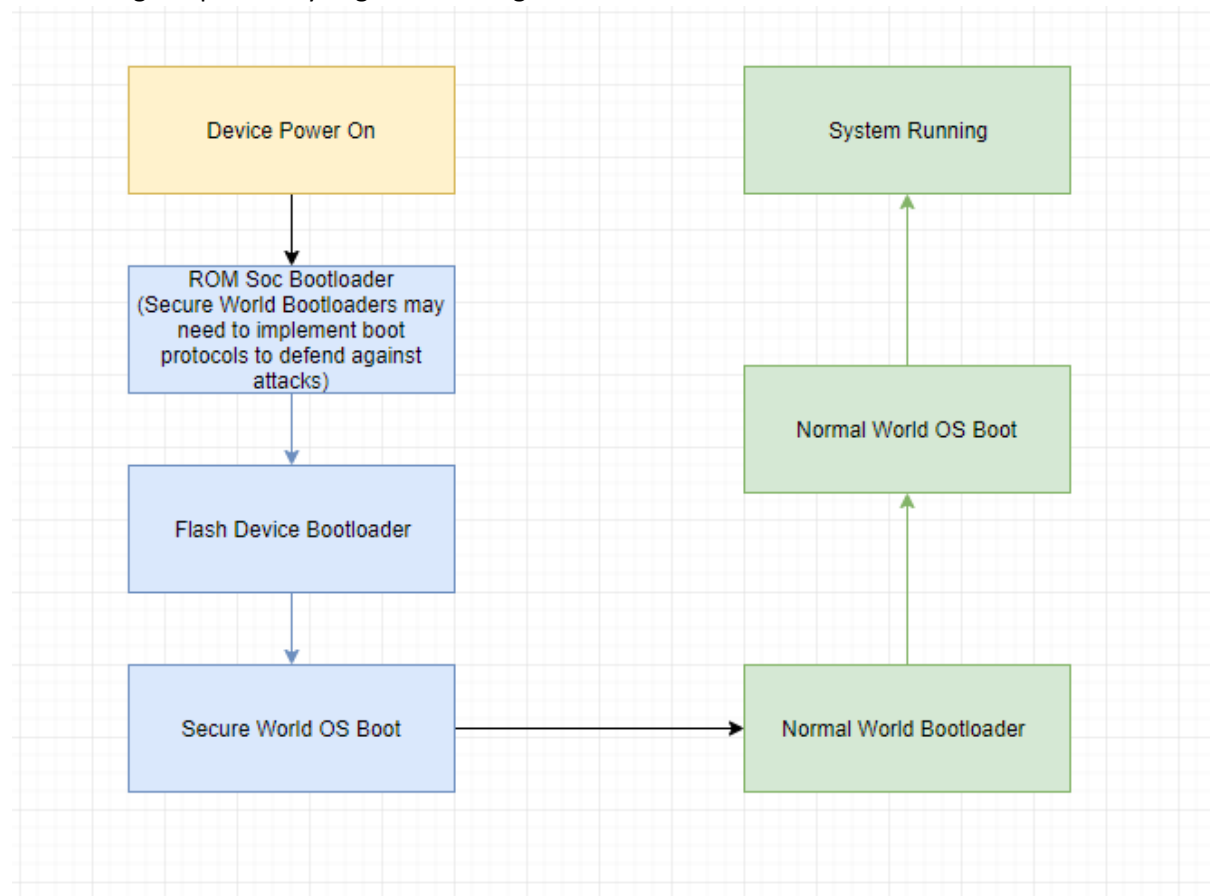 Device Power On
ROM Soc Bootloader
(Secure World Bootloaders may
need to implement boot
protocols to defend against
attacks)
Flash Device Bootloader
Secure World OS Boot
Normal World Bootloader
Normal World OS Boot
System Running